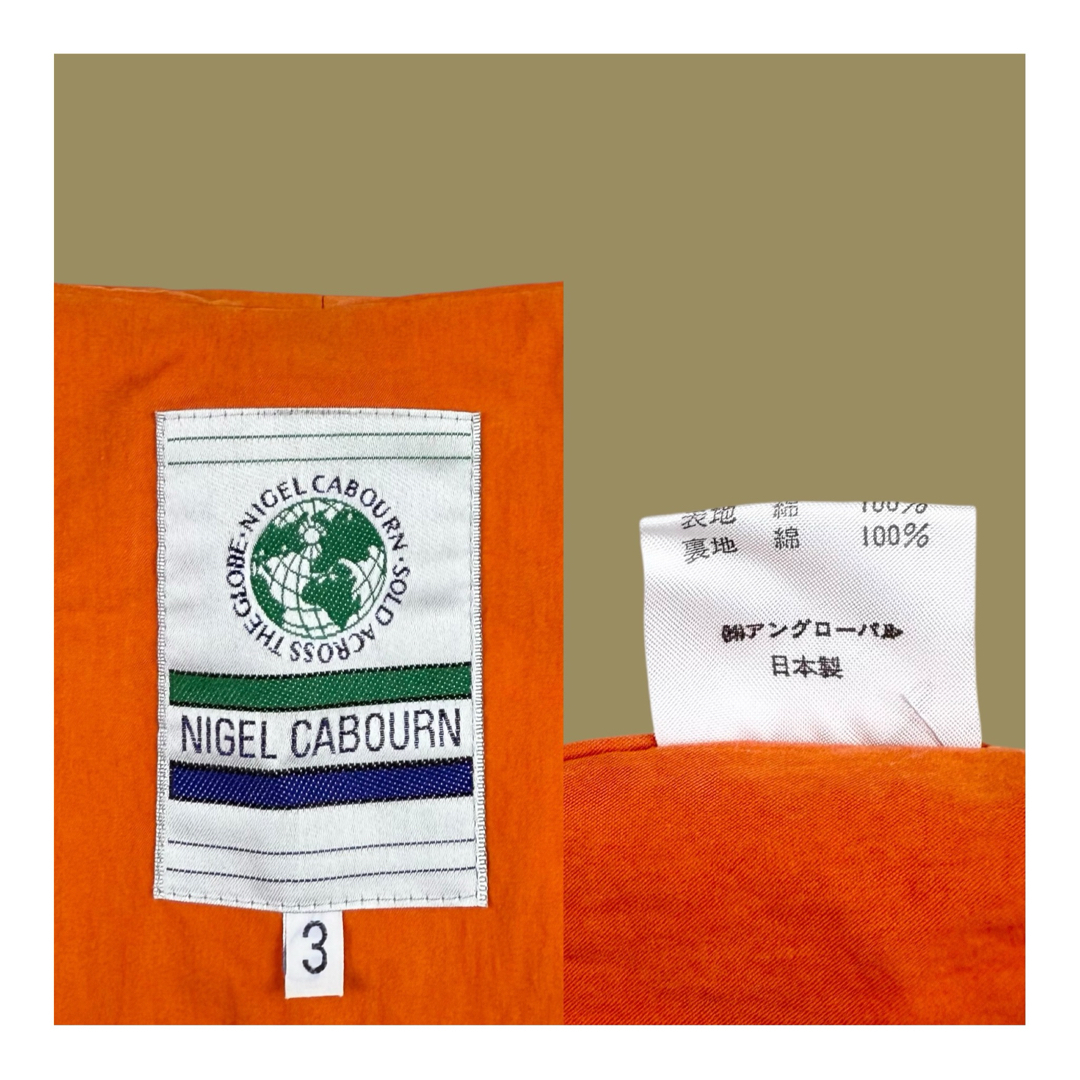 NIGEL CABOURN · SOLD ACROSS THE GLOBE ·
NIGEL CABOURN
3
表地 綿 100%
裏地 綿 100%
㈱アングローバル
日本製